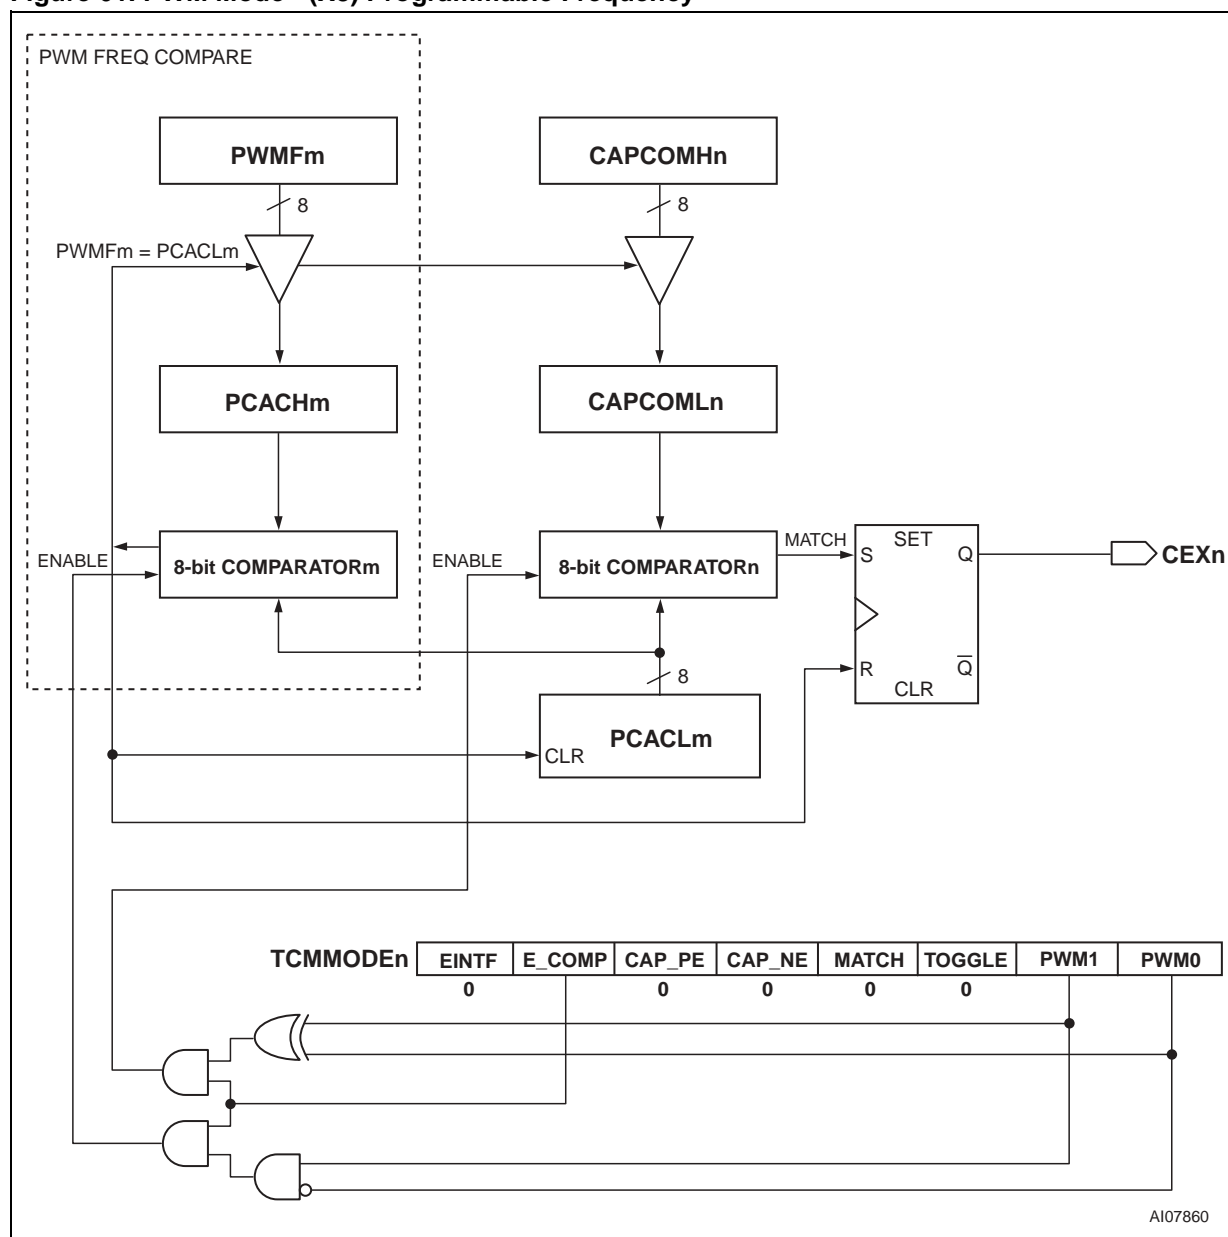 PWM FREQ COMPARE
PWMFm
CAPCOMHn
8
8
PWMFm = PCACLm
PCACHm
CAPCOMLn
ENABLE
8-bit COMPARATORm
ENABLE
8-bit COMPARATORn
MATCH
S
SET
Q
CEXn
R
Q
CLR
8
PCACLm
CLR
TCMMODEn
EINTF E_COMP CAP_PE CAP_NE MATCH TOGGLE PWM1 PWM0
0 0 0 0 0
AI07860